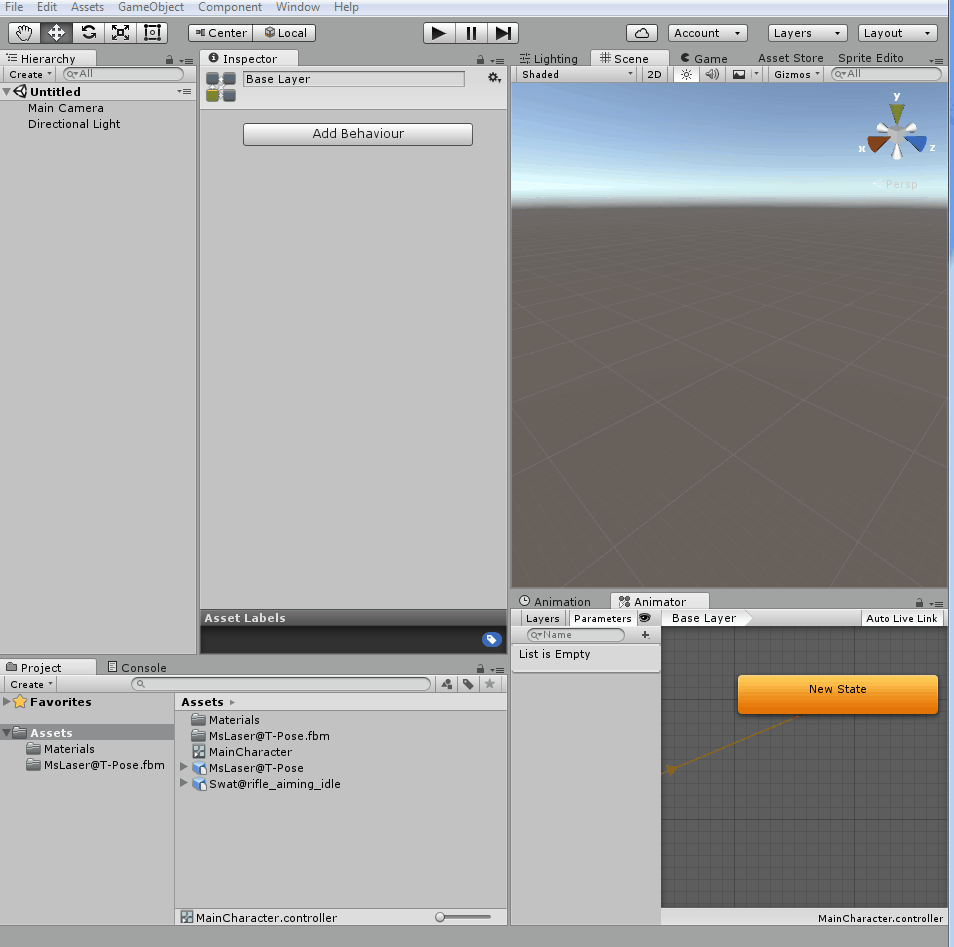 File Edit Assets GameObject Component Window Help
Center Local Account Layers Layout
Hierarchy
Create All
Untitled
Main Camera
Directional Light
Inspector
Base Layer
Add Behaviour
Asset Labels
Lighting Scene Game Asset Store Sprite Edito
Shaded 2D Gizmos All
y
x z
Persp
Project Console
Create
Favorites
Assets
Materials
MsLaser@T-Pose.fbm
Assets
Materials
MsLaser@T-Pose.fbm
MainCharacter
MsLaser@T-Pose
Swat@rifle_aiming_idle
MainCharacter.controller
Animation Animator
Layers Parameters Base Layer Auto Live Link
Name +
List is Empty
New State
MainCharacter.controller